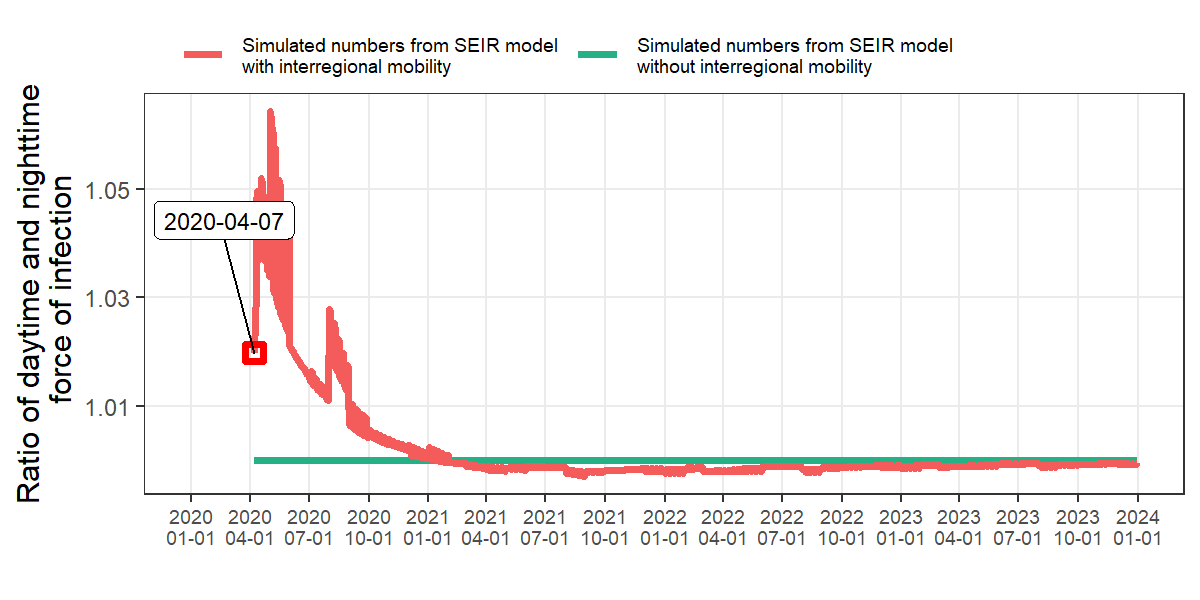 Simulated numbers from SEIR model
with interregional mobility
Simulated numbers from SEIR model
without interregional mobility
Ratio of daytime and nighttime
force of infection
1.05
1.03
1.01
2020-04-07
2020 2020 2020 2020 2021 2021 2021 2021 2022 2022 2022 2022 2023 2023 2023 2023 2024
01-01 04-01 07-01 10-01 01-01 04-01 07-01 10-01 01-01 04-01 07-01 10-01 01-01 04-01 07-01 10-01 01-01